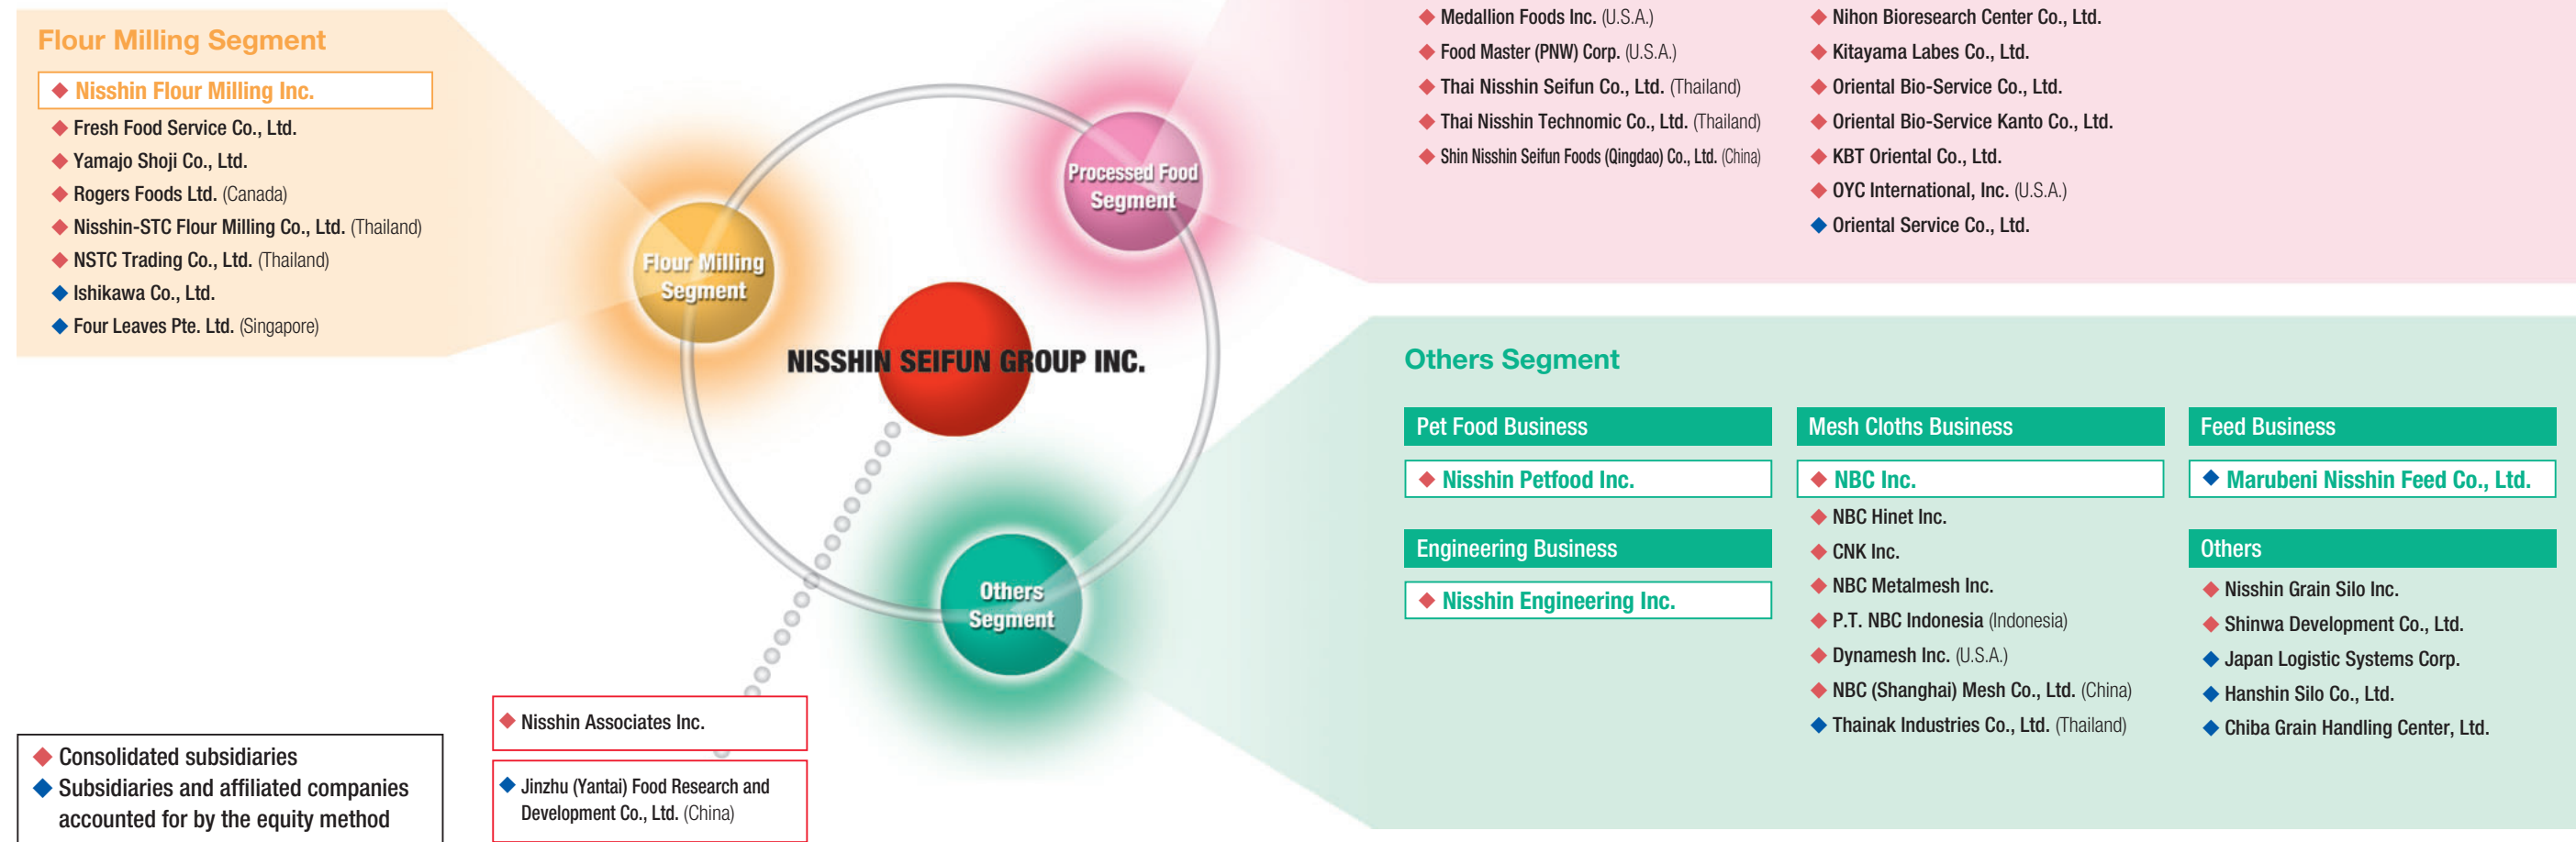 Flour Milling Segment
◆ Nisshin Flour Milling Inc.
◆ Fresh Food Service Co., Ltd.
◆ Yamajo Shoji Co., Ltd.
◆ Rogers Foods Ltd. (Canada)
◆ Nisshin-STC Flour Milling Co., Ltd. (Thailand)
◆ NSTC Trading Co., Ltd. (Thailand)
◆ Ishikawa Co., Ltd.
◆ Four Leaves Pte. Ltd. (Singapore)
Flour Milling
Segment
Processed Food
Segment
NISSHIN SEIFUN GROUP INC.
Others
Segment
◆ Medallion Foods Inc. (U.S.A.)
◆ Food Master (PNW) Corp. (U.S.A.)
◆ Thai Nisshin Seifun Co., Ltd. (Thailand)
◆ Thai Nisshin Technomic Co., Ltd. (Thailand)
◆ Shin Nisshin Seifun Foods (Qingdao) Co., Ltd. (China)
◆ Nihon Bioresearch Center Co., Ltd.
◆ Kitayama Labes Co., Ltd.
◆ Oriental Bio-Service Co., Ltd.
◆ Oriental Bio-Service Kanto Co., Ltd.
◆ KBT Oriental Co., Ltd.
◆ OYC International, Inc. (U.S.A.)
◆ Oriental Service Co., Ltd.
Others Segment
Pet Food Business
◆ Nisshin Petfood Inc.
Engineering Business
◆ Nisshin Engineering Inc.
Mesh Cloths Business
◆ NBC Inc.
◆ NBC Hinet Inc.
◆ CNK Inc.
◆ NBC Metalmesh Inc.
◆ P.T. NBC Indonesia (Indonesia)
◆ Dynamesh Inc. (U.S.A.)
◆ NBC (Shanghai) Mesh Co., Ltd. (China)
◆ Thainak Industries Co., Ltd. (Thailand)
Feed Business
◆ Marubeni Nisshin Feed Co., Ltd.
Others
◆ Nisshin Grain Silo Inc.
◆ Shinwa Development Co., Ltd.
◆ Japan Logistic Systems Corp.
◆ Hanshin Silo Co., Ltd.
◆ Chiba Grain Handling Center, Ltd.
◆ Nisshin Associates Inc.
◆ Jinzhu (Yantai) Food Research and
Development Co., Ltd. (China)
◆ Consolidated subsidiaries
◆ Subsidiaries and affiliated companies
accounted for by the equity method